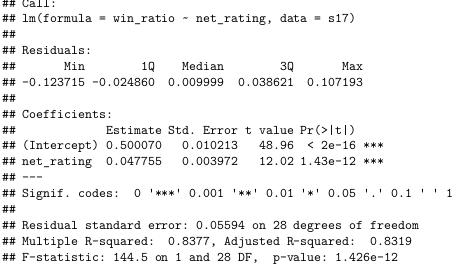 ## Call:
## lm(formula = win_ratio ~ net_rating, data = s17)
##
## Residuals:
##       Min        1Q    Median        3Q       Max
## -0.123715 -0.024860  0.009999  0.038621  0.107193
##
## Coefficients:
##             Estimate Std. Error t value Pr(>|t|)
## (Intercept) 0.500070   0.010213   48.96  < 2e-16 ***
## net_rating  0.047755   0.003972   12.02 1.43e-12 ***
## ---
## Signif. codes:  0 '***' 0.001 '**' 0.01 '*' 0.05 '.' 0.1 ' ' 1
##
## Residual standard error: 0.05594 on 28 degrees of freedom
## Multiple R-squared:  0.8377, Adjusted R-squared:  0.8319
## F-statistic: 144.5 on 1 and 28 DF,  p-value: 1.426e-12